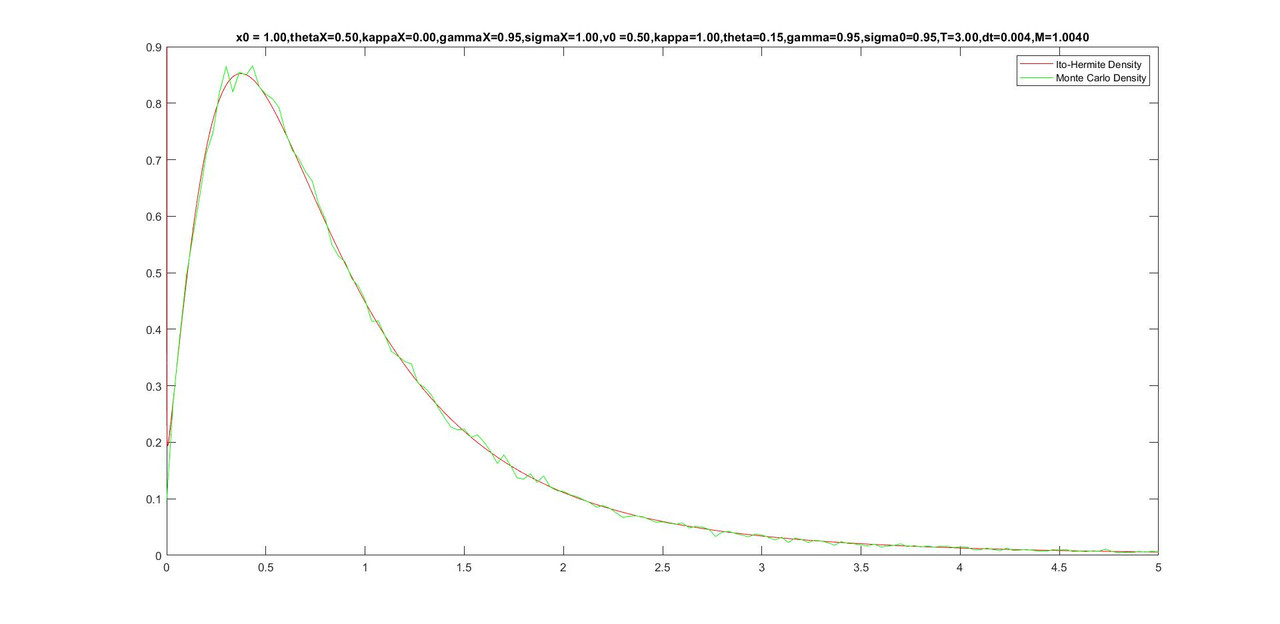 x0 = 1.00,thetaX=0.50,kappaX=0.00,gammaX=0.95,sigmaX=1.00,v0 =0.50,kappa=1.00,theta=0.15,gamma=0.95,sigma0=0.95,T=3.00,dt=0.004,M=1.0040
Ito-Hermite Density
Monte Carlo Density
0.9
0.8
0.7
0.6
0.5
0.4
0.3
0.2
0.1
0
0 0.5 1 1.5 2 2.5 3 3.5 4 4.5 5